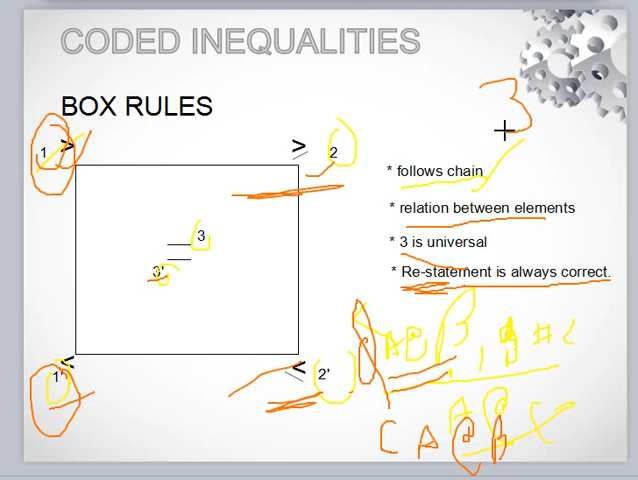 CODED INEQUALITIES
BOX RULES
3
1 >
≥ 2
* follows chain
* relation between elements
3
=
3'
* 3 is universal
* Re-statement is always correct.
<
1'
≤ 2'
A @ B
A @ C
C A @ B